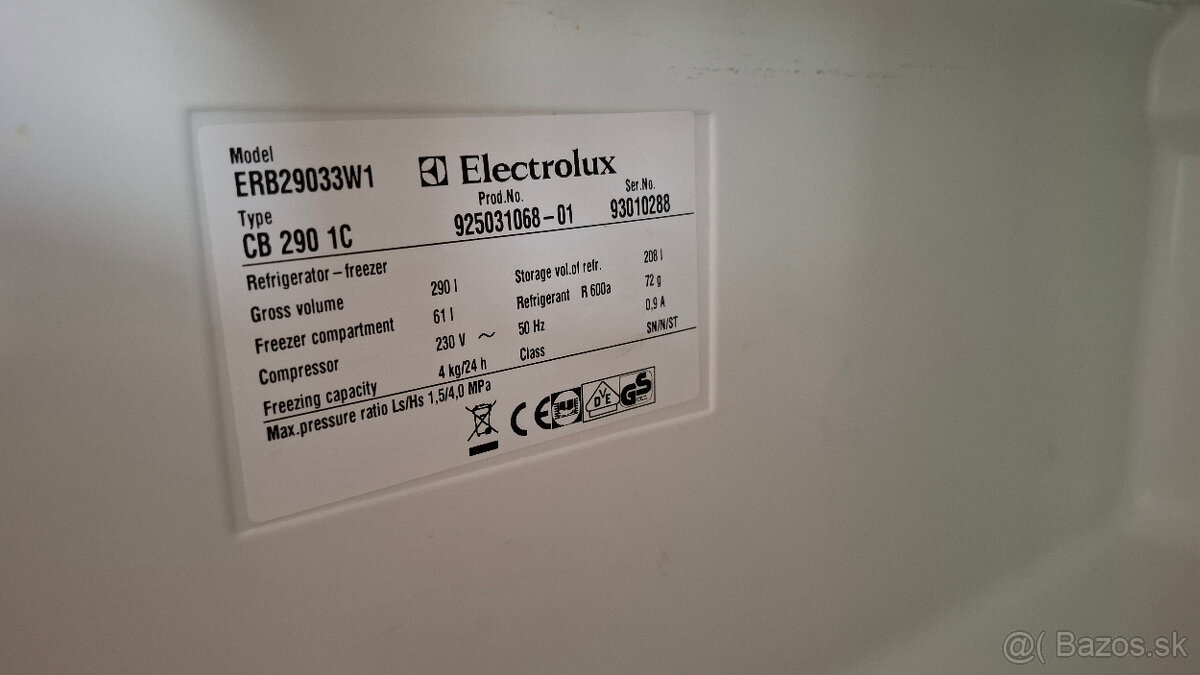 Model
ERB29033W1
Electrolux
Type
CB 290 1C
Prod.No.
925031068-01
Ser.No.
93010288
Refrigerator-freezer
Gross volume 290 l Storage vol.of refr. 208 l
Freezer compartment 61 l Refrigerant R 600a 72 g
Compressor 230 V ~ 50 Hz 0.9 A
Freezing capacity 4 kg/24 h Class SN/N/ST
Max.pressure ratio Ls/Hs 1,5/4,0 MPa
CE DVE GS
@( Bazos.sk